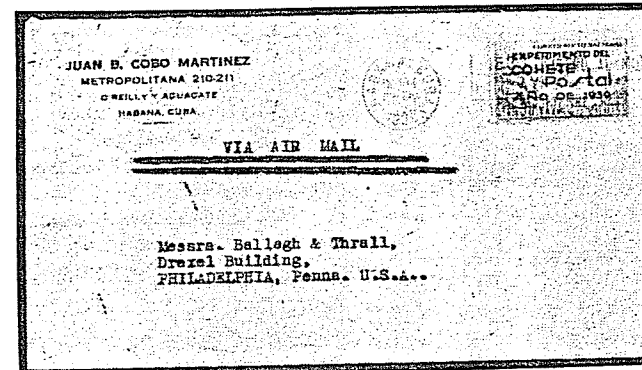 JUAN B. COBO MARTINEZ
METROPOLITANA 210-211
O'REILLY Y AGUACATE
HABANA, CUBA.
EXPERIMENTO DEL
COHETE
Postal
AÑO DE 1939
VIA AIR MAIL
Messrs. Ballagh & Thrall,
Drexel Building,
PHILADELPHIA, Penna. U.S.A.